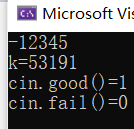 Microsoft Vis
-12345
k=53191
cin.good()=1
cin.fail()=0